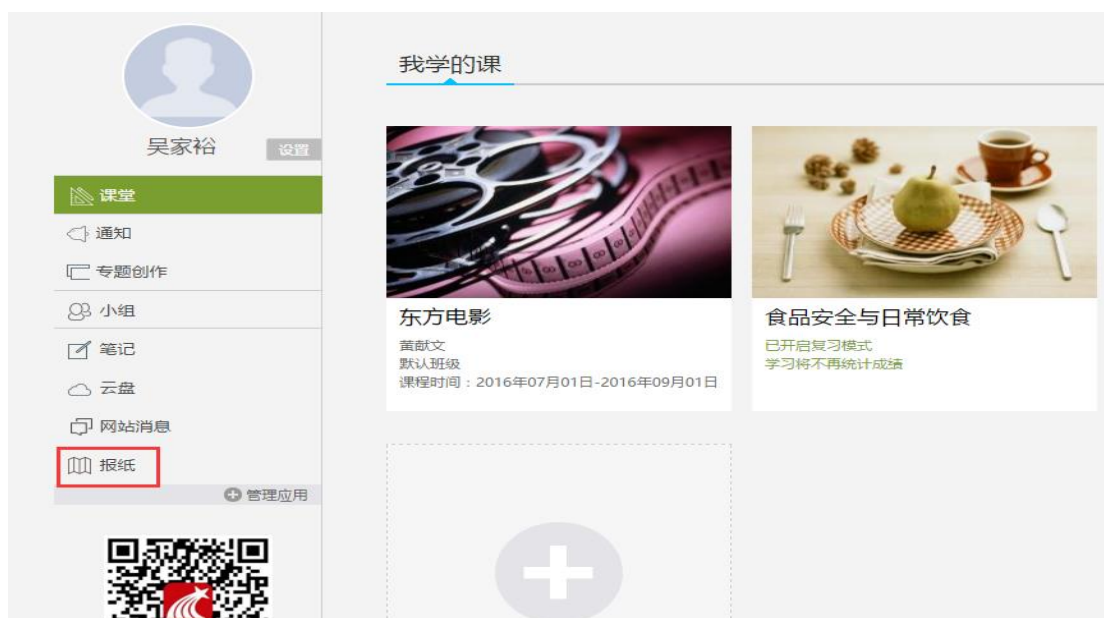 吴家裕
设置
课堂
通知
专题创作
小组
笔记
云盘
网站消息
报纸
管理应用
我学的课
东方电影
黄献文
默认班级
课程时间：2016年07月01日-2016年09月01日
食品安全与日常饮食
已开启复习模式
学习将不再统计成绩